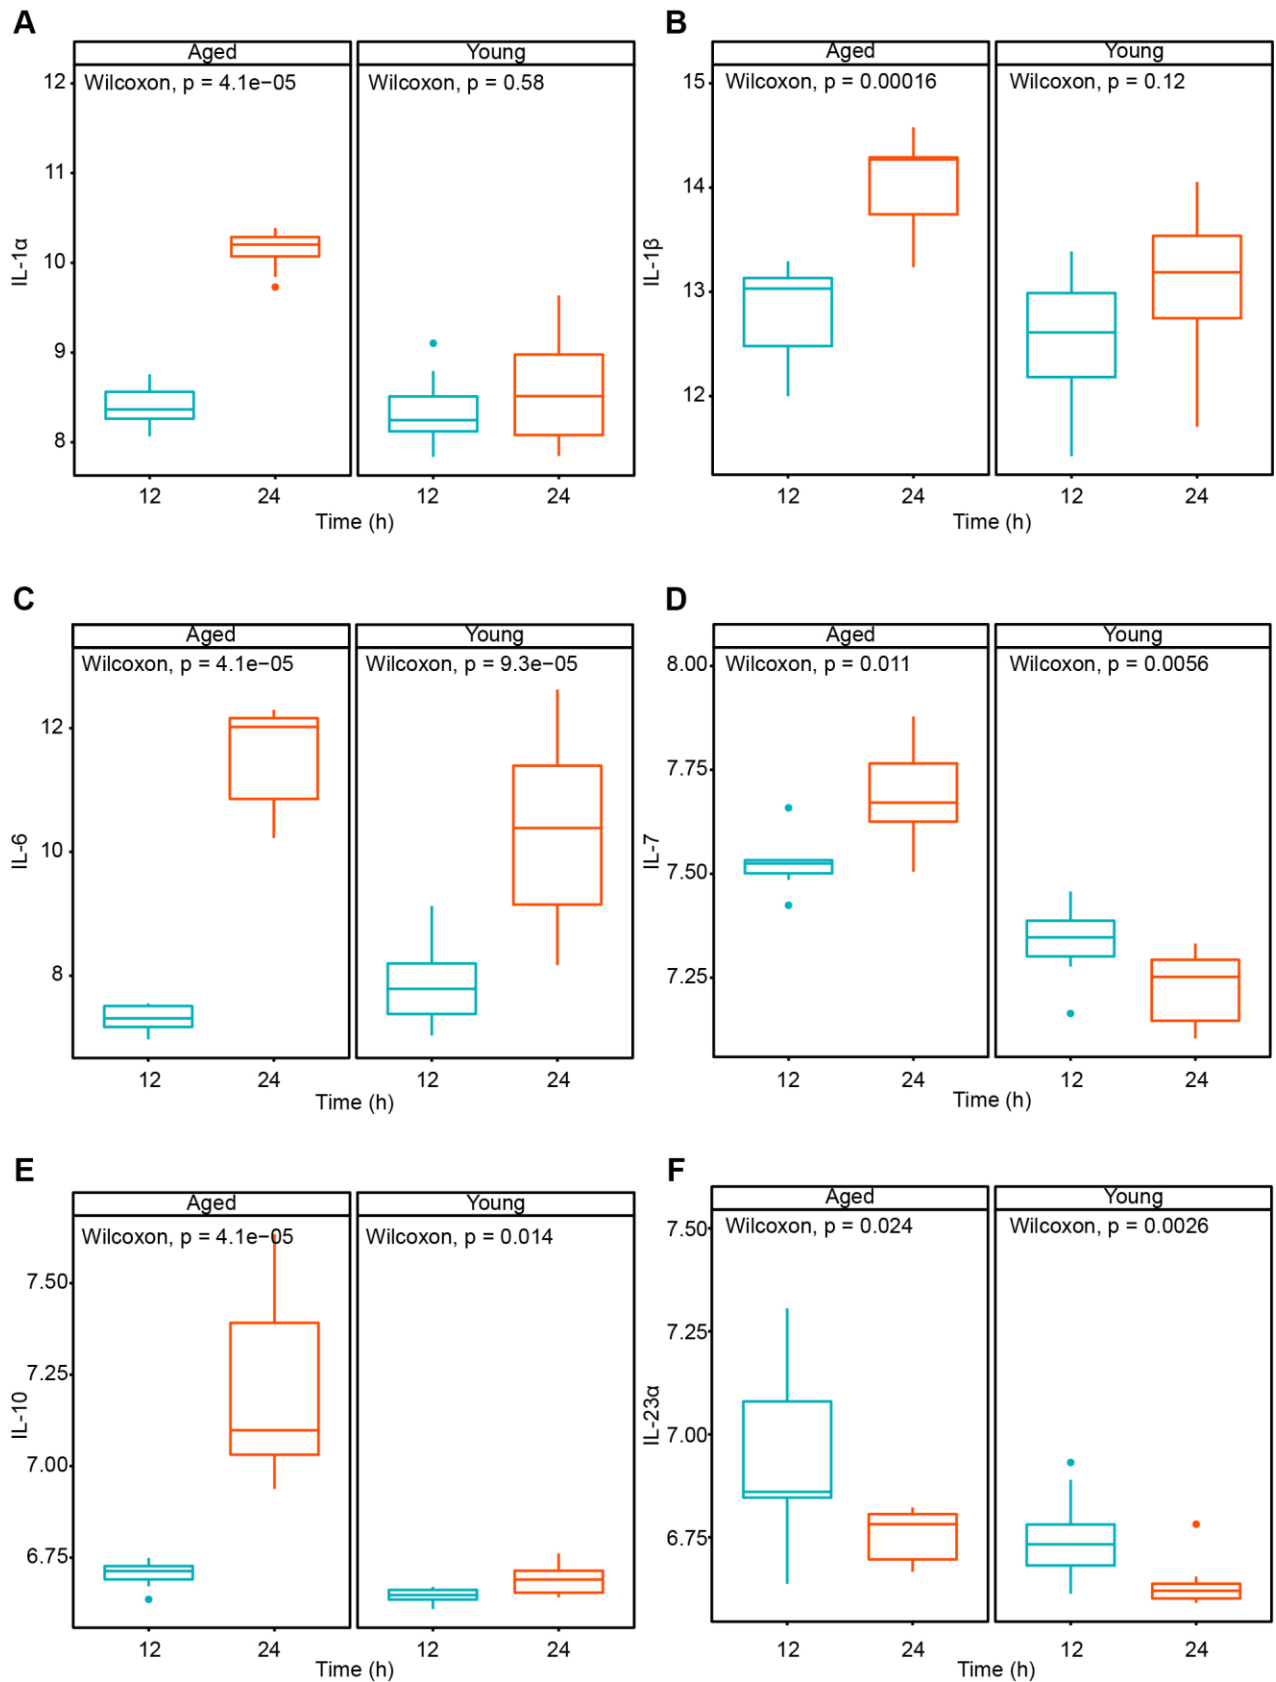 A
Aged
Young
Wilcoxon, p = 4.1e−05
Wilcoxon, p = 0.58
12
11
10
9
8
IL-1α
12
24
12
24
Time (h)
B
Aged
Young
Wilcoxon, p = 0.00016
Wilcoxon, p = 0.12
15
14
13
12
IL-1β
12
24
12
24
Time (h)
C
Aged
Young
Wilcoxon, p = 4.1e−05
Wilcoxon, p = 9.3e−05
12
10
8
IL-6
12
24
12
24
Time (h)
D
Aged
Young
Wilcoxon, p = 0.011
Wilcoxon, p = 0.0056
8.00
7.75
7.50
7.25
IL-7
12
24
12
24
Time (h)
E
Aged
Young
Wilcoxon, p = 4.1e−05
Wilcoxon, p = 0.014
7.50
7.25
7.00
6.75
IL-10
12
24
12
24
Time (h)
F
Aged
Young
Wilcoxon, p = 0.024
Wilcoxon, p = 0.0026
7.50
7.25
7.00
6.75
IL-23α
12
24
12
24
Time (h)